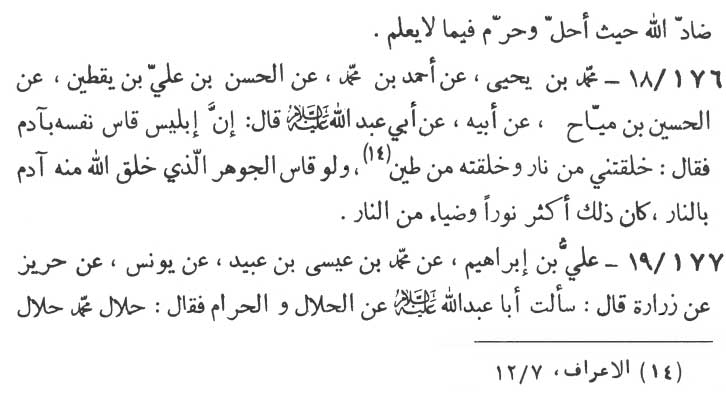 ضادّ الله حيث أحلّ وحرّم فيما لايعلم .
١٨/١٧٦ ـ محمّد بن يحيى ، عن أحمد بن محمّد ، عن الحسن بن عليّ بن يقطين ، عن
الحسين بن ميّاح ، عن أبيه ، عن أبي عبد الله عليه السلام قال : إنَّ إبليس قاس نفسه بآدم
فقال : خلقتني من نار وخلقته من طين(١٤) ، ولو قاس الجوهر الّذي خلق الله منه آدم
بالنار ، كان ذلك أكثر نوراً وضياء من النار .
١٩/١٧٧ ـ عليُّ بن إبراهيم ، عن محمّد بن عيسى بن عبيد ، عن يونس ، عن حريز
عن زرارة قال : سألت أبا عبدالله عليه السلام عن الحلال و الحرام فقال : حلال محمّد حلال
(١٤) الاعراف ، ١٢/٧